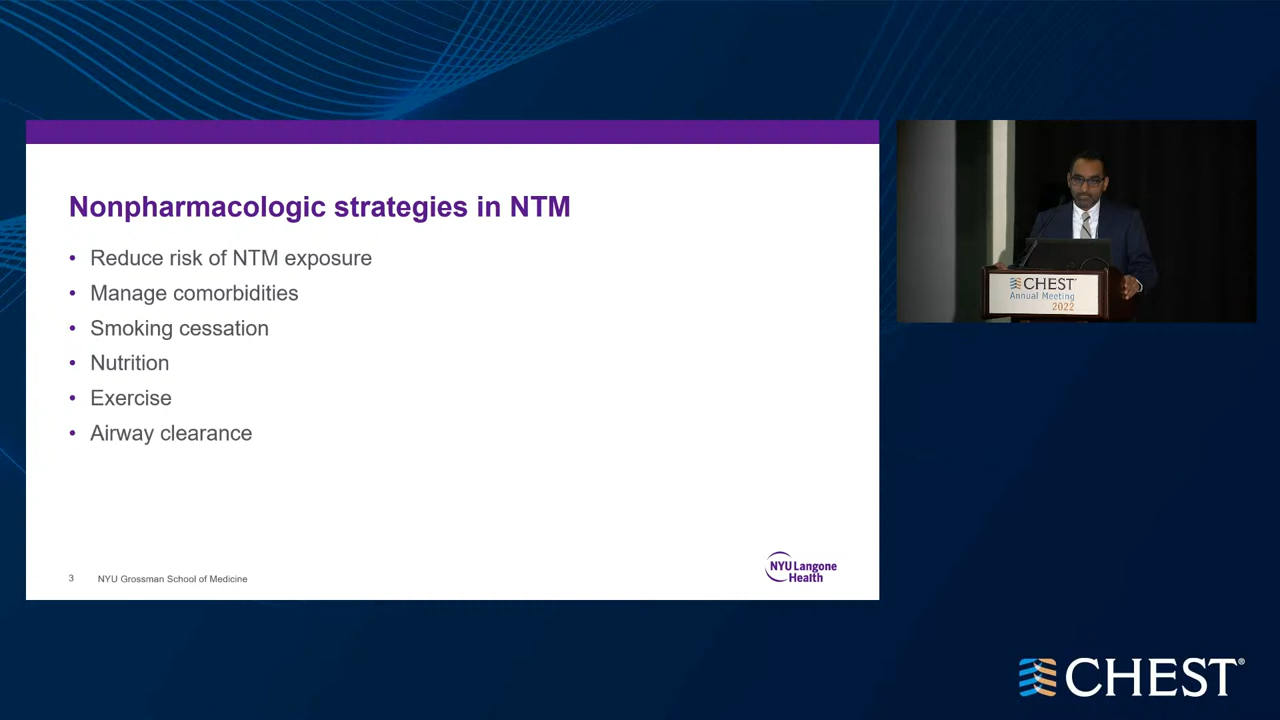 Nonpharmacologic strategies in NTM
• Reduce risk of NTM exposure
• Manage comorbidities
• Smoking cessation
• Nutrition
• Exercise
• Airway clearance
3 NYU Grossman School of Medicine
NYU Langone
Health
CHEST
Annual Meeting
2022
CHEST®